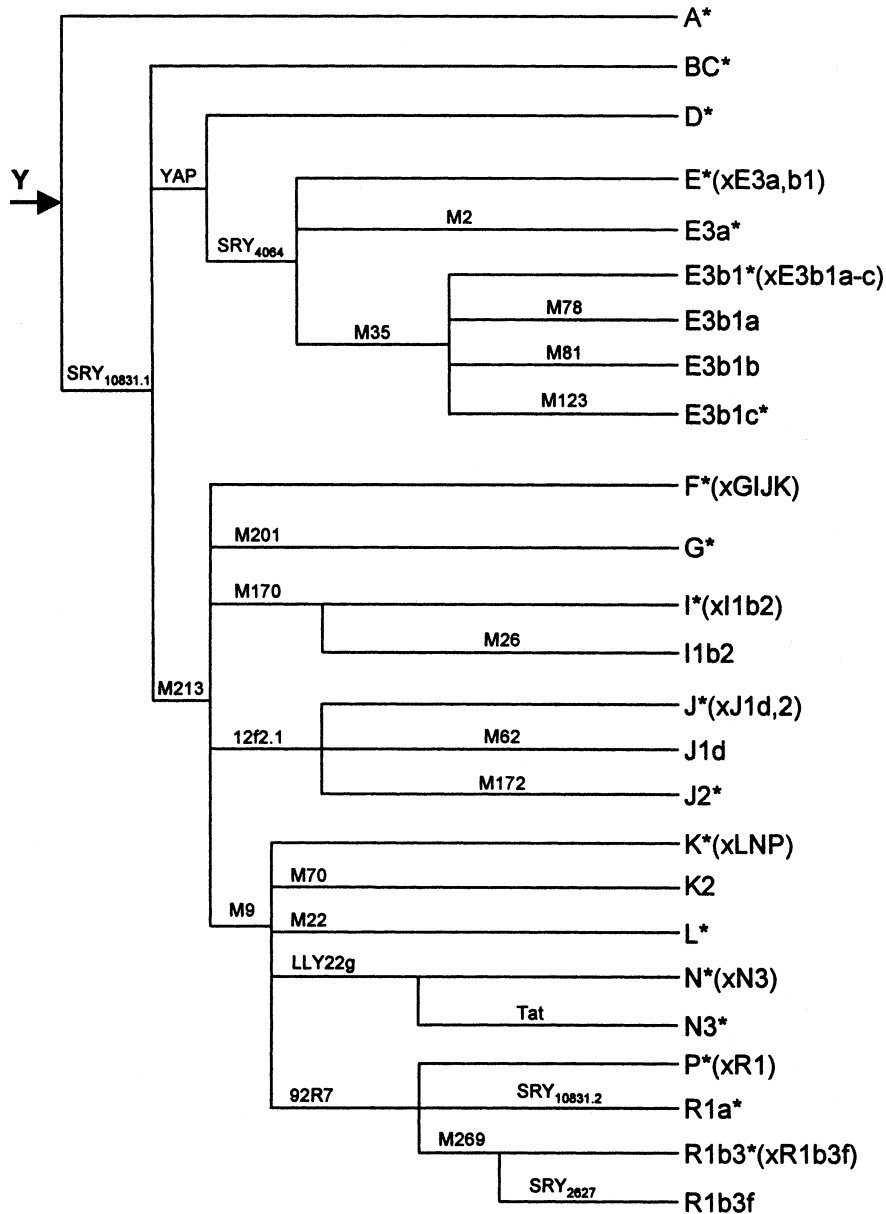 A*
BC*
D*
Y
YAP
E*(xE3a,b1)
M2
E3a*
SRY4064
E3b1*(xE3b1a-c)
M78
E3b1a
M35
M81
E3b1b
SRY10831.1
M123
E3b1c*
F*(xGIJK)
M201
G*
M170
I*(xI1b2)
M26
I1b2
M213
J*(xJ1d,2)
12f2.1
M62
J1d
M172
J2*
K*(xLNP)
M70
K2
M9
M22
L*
LLY22g
N*(xN3)
Tat
N3*
P*(xR1)
92R7
SRY10831.2
R1a*
M269
R1b3*(xR1b3f)
SRY2627
R1b3f